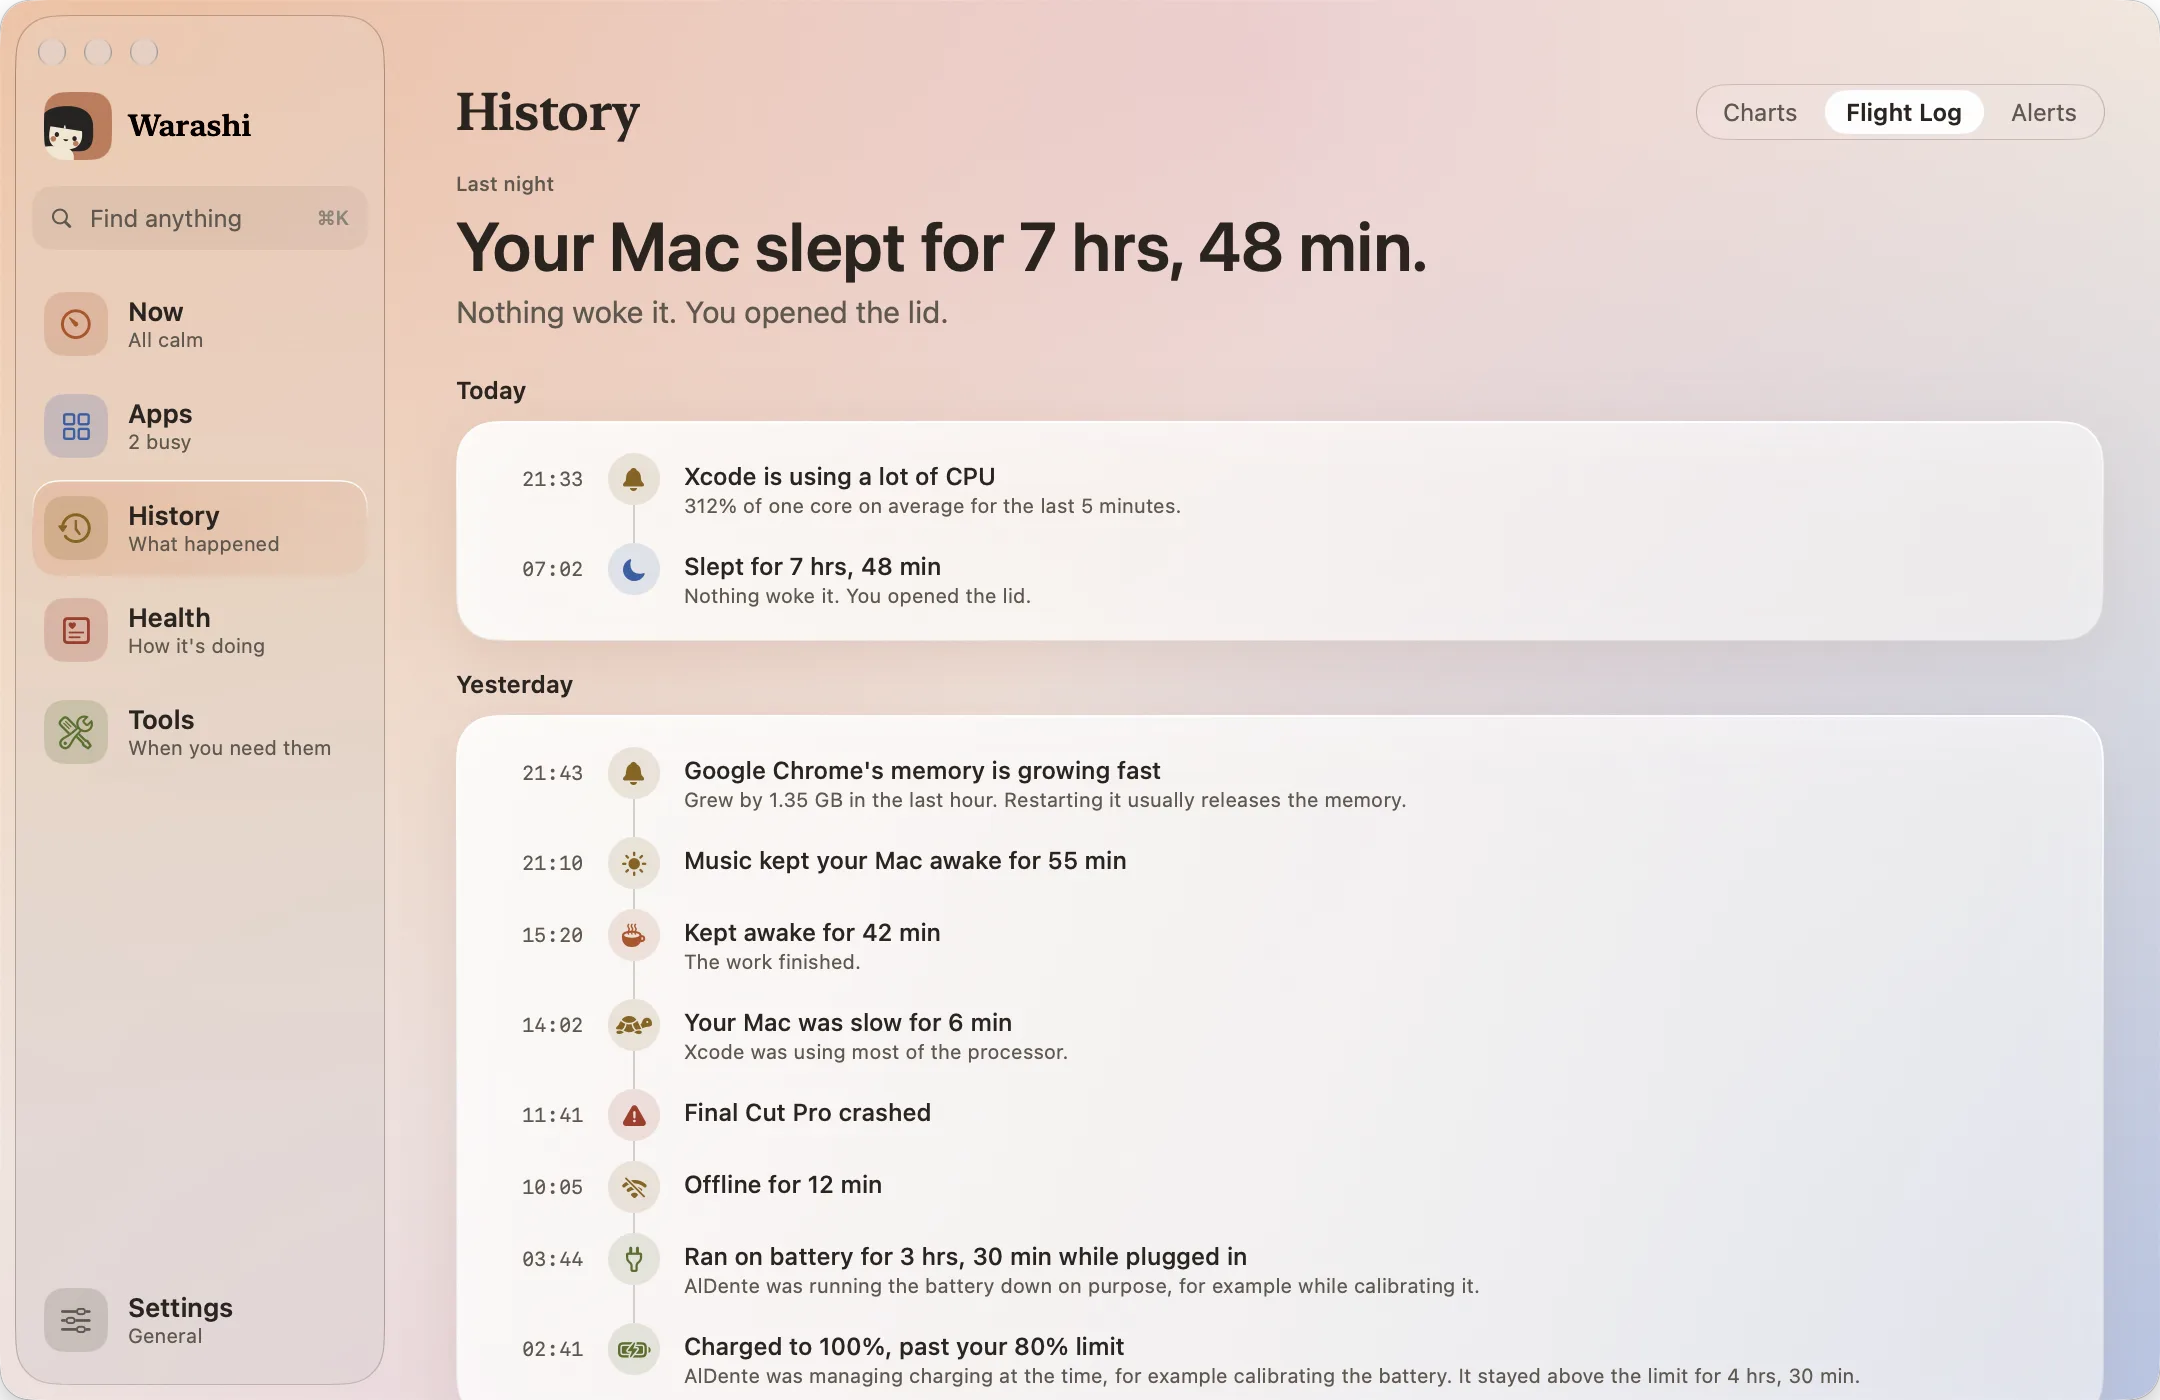 Warashi
Find anything ⌘K
Now
All calm
Apps
2 busy
History
What happened
Health
How it's doing
Tools
When you need them
Settings
General
History
Charts Flight Log Alerts
Last night
Your Mac slept for 7 hrs, 48 min.
Nothing woke it. You opened the lid.
Today
21:33 Xcode is using a lot of CPU
312% of one core on average for the last 5 minutes.
07:02 Slept for 7 hrs, 48 min
Nothing woke it. You opened the lid.
Yesterday
21:43 Google Chrome's memory is growing fast
Grew by 1.35 GB in the last hour. Restarting it usually releases the memory.
21:10 Music kept your Mac awake for 55 min
15:20 Kept awake for 42 min
The work finished.
14:02 Your Mac was slow for 6 min
Xcode was using most of the processor.
11:41 Final Cut Pro crashed
10:05 Offline for 12 min
03:44 Ran on battery for 3 hrs, 30 min while plugged in
AlDente was running the battery down on purpose, for example while calibrating it.
02:41 Charged to 100%, past your 80% limit
AlDente was managing charging at the time, for example calibrating the battery. It stayed above the limit for 4 hrs, 30 min.